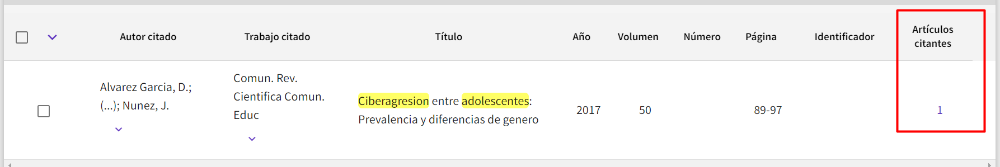 Autor citado Trabajo citado Título Año Volumen Número Página Identificador Artículos
citantes
Alvarez Garcia, D.;
(...); Nunez, J.
Comun. Rev.
Cientifica Comun.
Educ
Ciberagresion entre adolescentes:
Prevalencia y diferencias de genero
2017 50 89-97 1